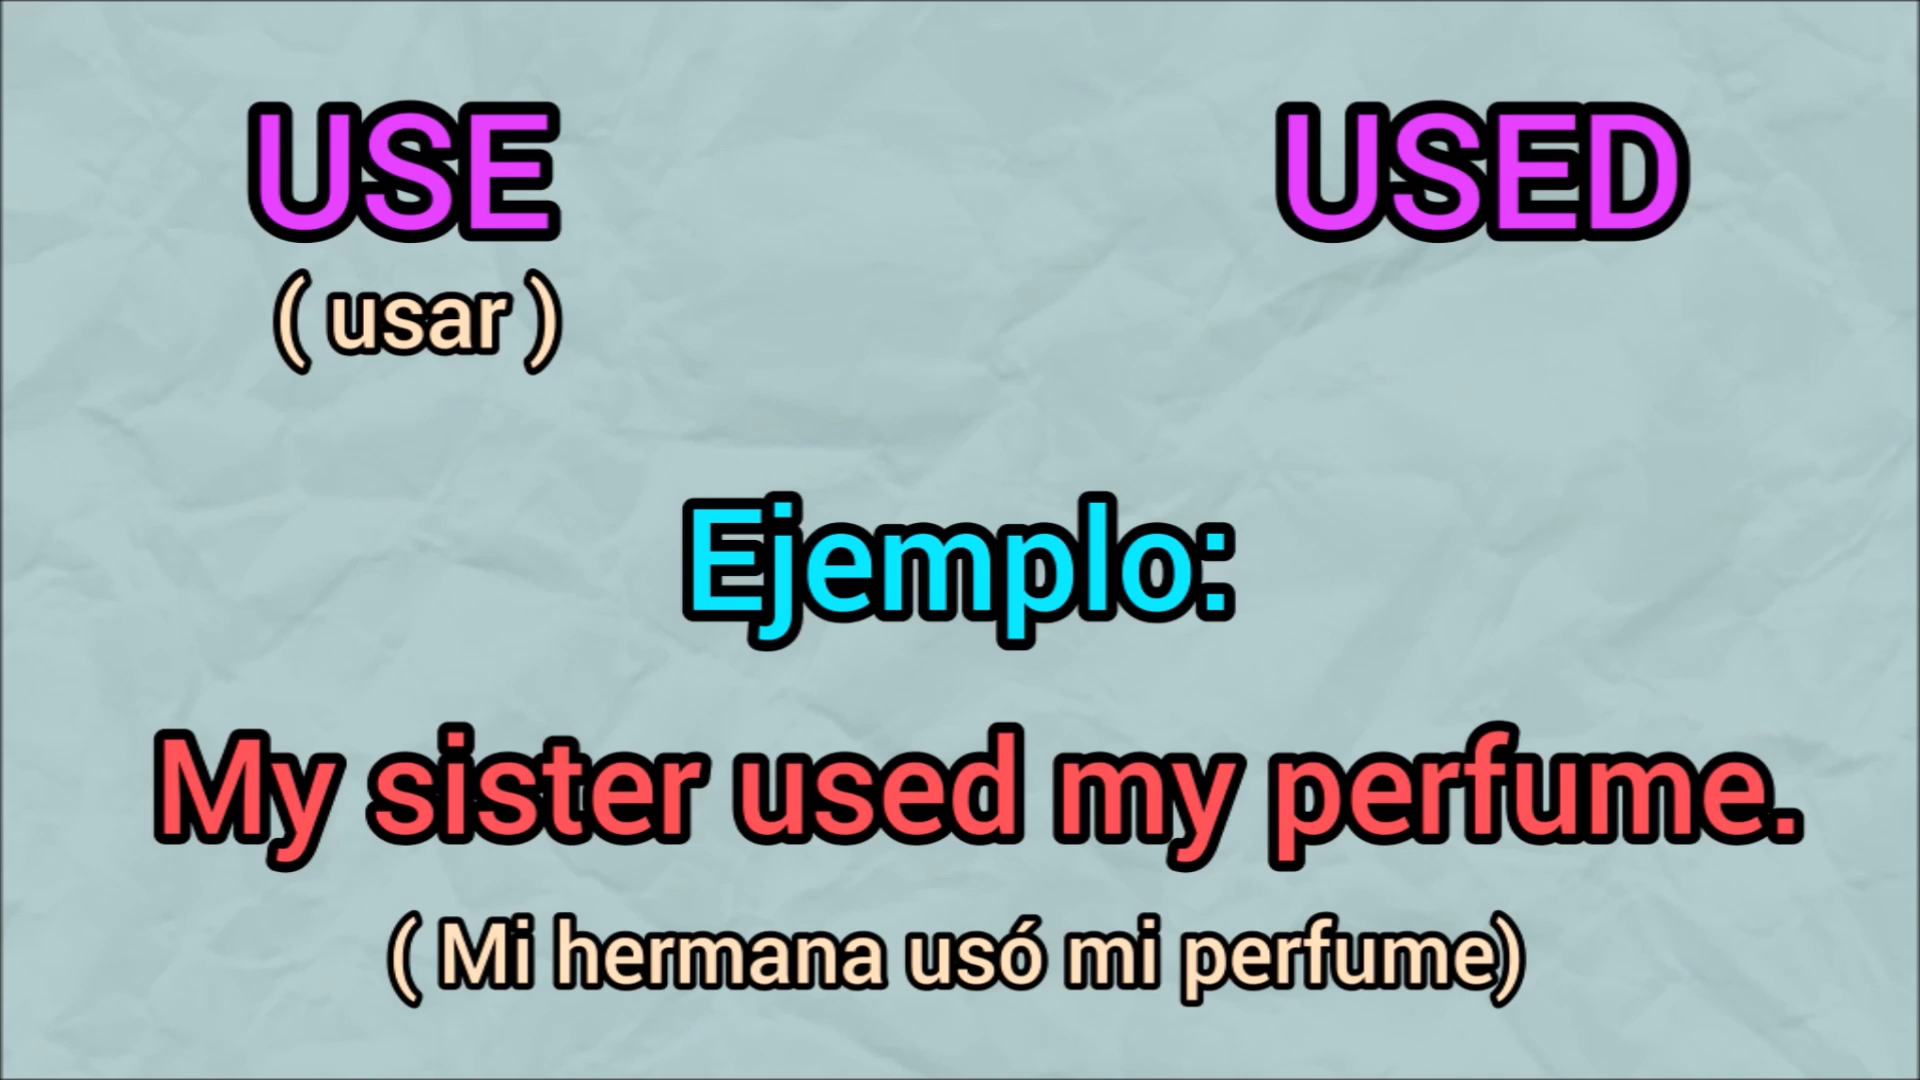 USE USED
( usar )
Ejemplo:
My sister used my perfume.
( Mi hermana usó mi perfume)